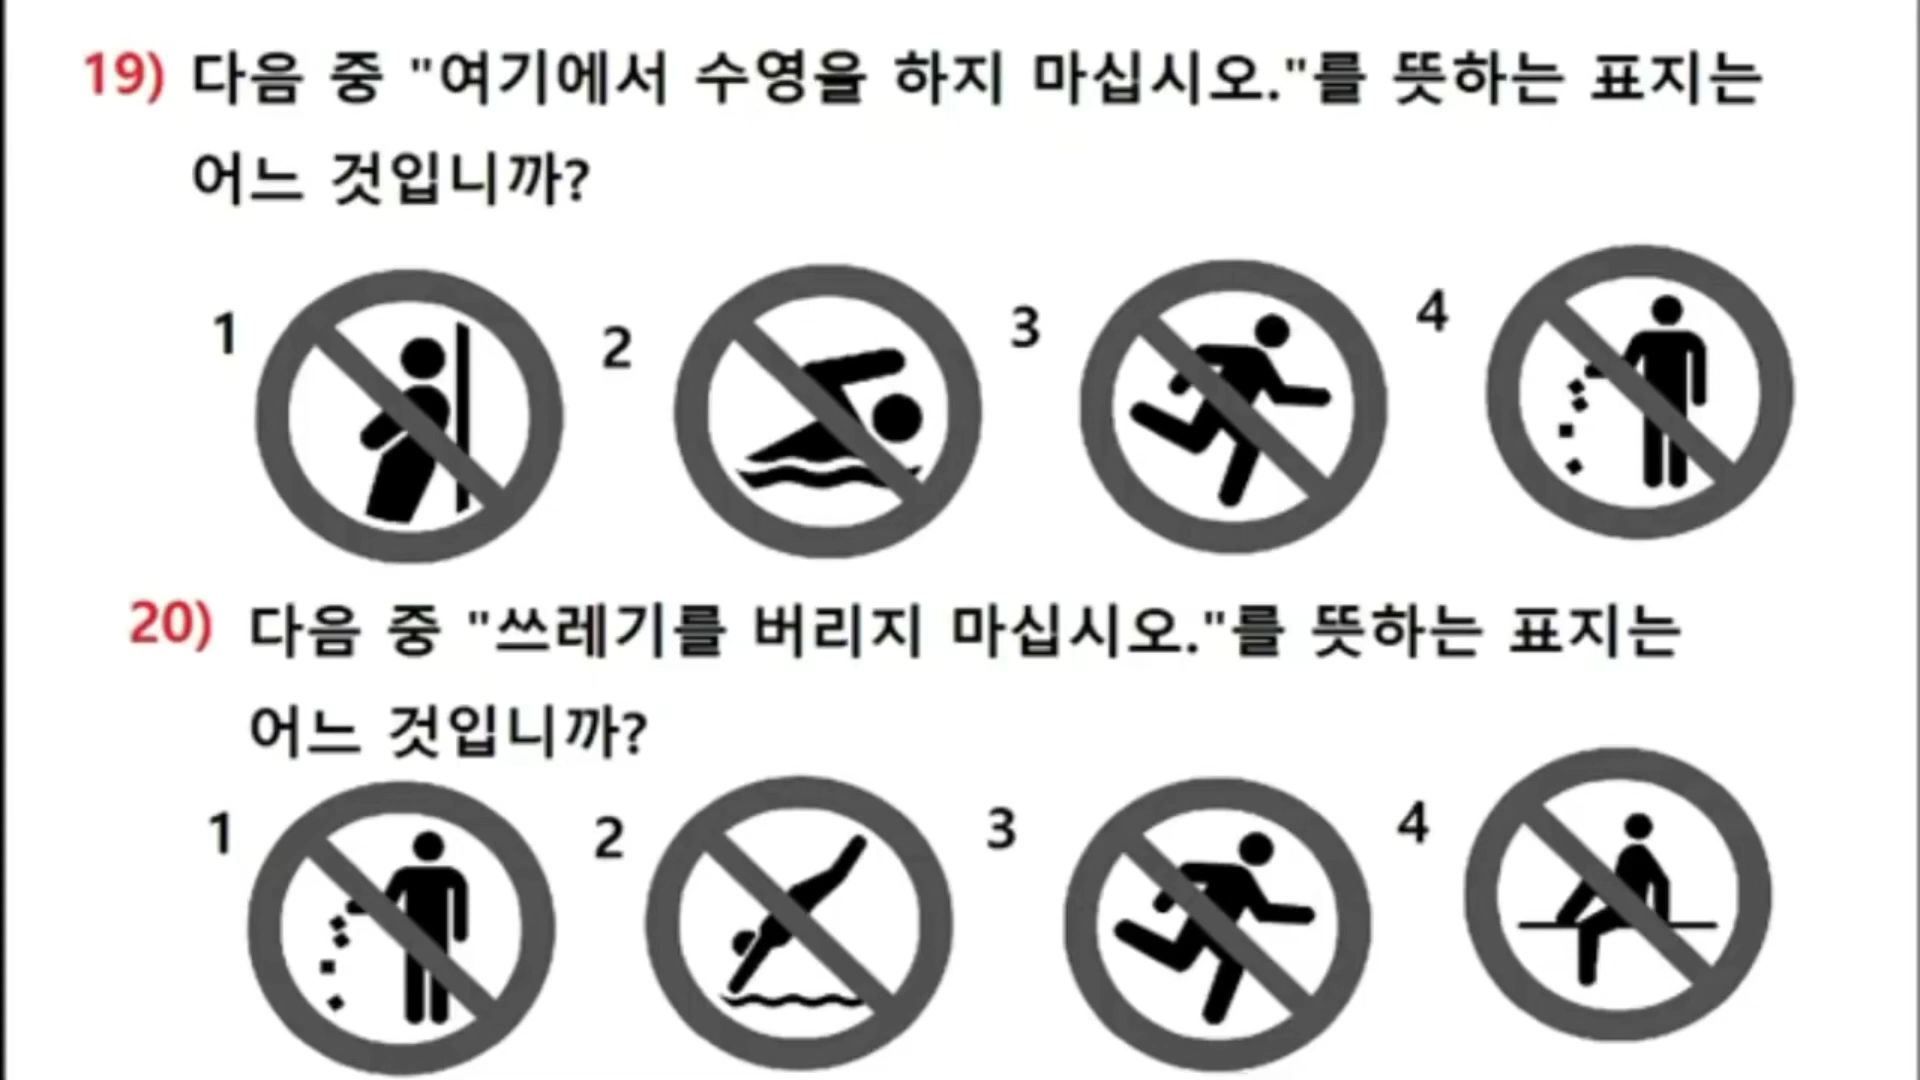 19) 다음 중 "여기에서 수영을 하지 마십시오."를 뜻하는 표지는
어느 것입니까?
1 2 3 4
20) 다음 중 "쓰레기를 버리지 마십시오."를 뜻하는 표지는
어느 것입니까?
1 2 3 4